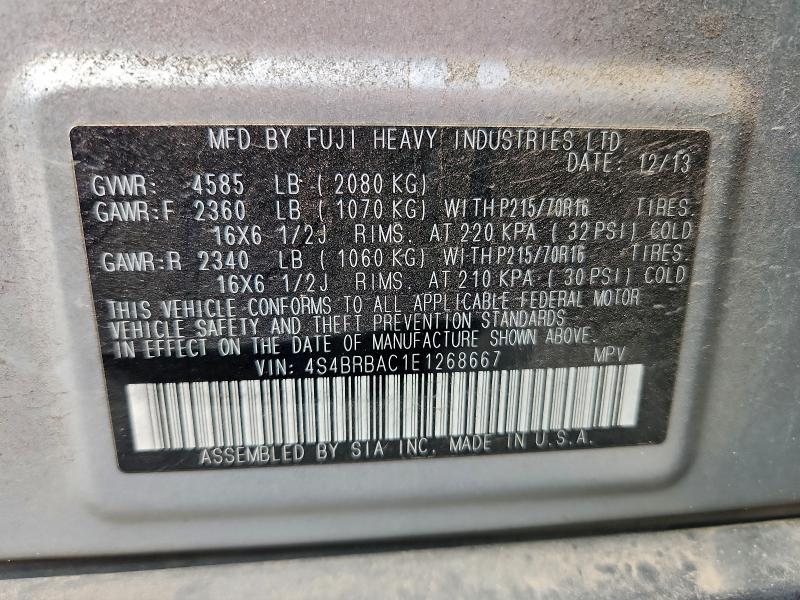 MFD BY FUJI HEAVY INDUSTRIES LTD
DATE: 12/13
GVWR: 4585 LB ( 2080 KG)
GAWR:F 2360 LB ( 1070 KG) WITH P215/70R16 TIRES.
16X6 1/2J RIMS. AT 220 KPA ( 32 PSI) COLD
GAWR:R 2340 LB ( 1060 KG) WITH P215/70R16 TIRES.
16X6 1/2J RIMS. AT 210 KPA ( 30 PSI) COLD
THIS VEHICLE CONFORMS TO ALL APPLICABLE FEDERAL MOTOR
VEHICLE SAFETY AND THEFT PREVENTION STANDARDS
IN EFFECT ON THE DATE OF MANUFACTURE SHOWN ABOVE.
VIN: 4S4BRBAC1E1268667 MPV
ASSEMBLED BY SIA INC. MADE IN U.S.A.